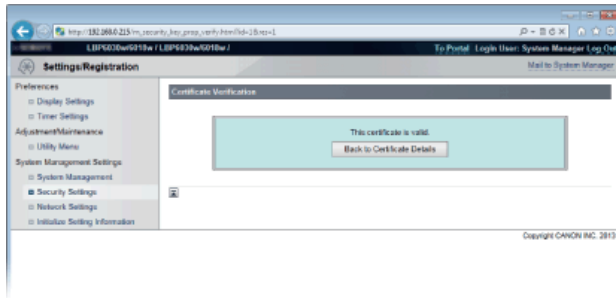 http://192.168.0.215/m_security_key_prop_verify.html?id=1&res=1
LBP6030w/6018w / LBP6030w/6018w /
To Portal Login User: System Manager Log Out
Settings/Registration
Mail to System Manager
Preferences
Display Settings
Timer Settings
Adjustment/Maintenance
Utility Menu
System Management Settings
System Management
Security Settings
Network Settings
Initialize Setting Information
Certificate Verification
This certificate is valid.
Back to Certificate Details
Copyright CANON INC. 2013